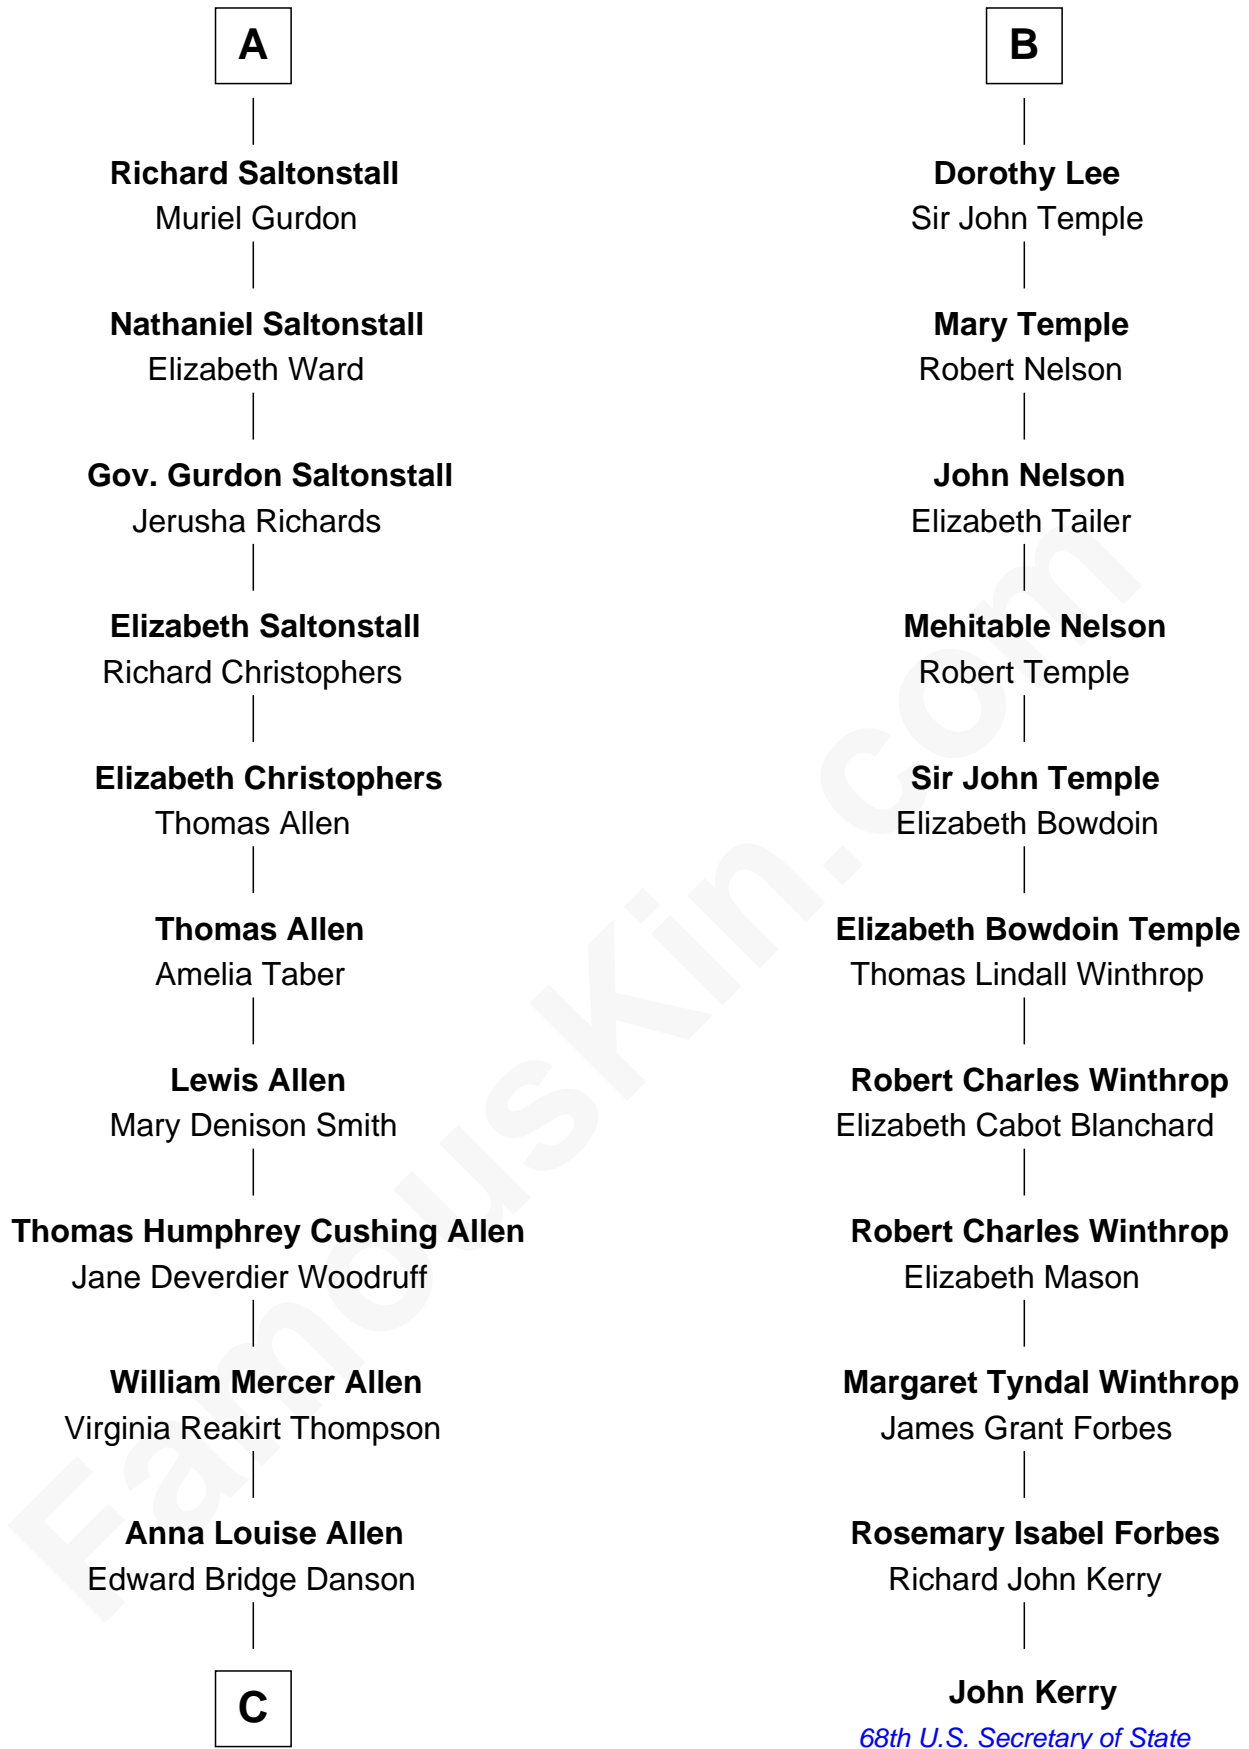 A
Richard Saltonstall
Muriel Gurdon
Nathaniel Saltonstall
Elizabeth Ward
Gov. Gurdon Saltonstall
Jerusha Richards
Elizabeth Saltonstall
Richard Christophers
Elizabeth Christophers
Thomas Allen
Thomas Allen
Amelia Taber
Lewis Allen
Mary Denison Smith
Thomas Humphrey Cushing Allen
Jane Deverdier Woodruff
William Mercer Allen
Virginia Reakirt Thompson
Anna Louise Allen
Edward Bridge Danson
C
B
Dorothy Lee
Sir John Temple
Mary Temple
Robert Nelson
John Nelson
Elizabeth Tailer
Mehitable Nelson
Robert Temple
Sir John Temple
Elizabeth Bowdoin
Elizabeth Bowdoin Temple
Thomas Lindall Winthrop
Robert Charles Winthrop
Elizabeth Cabot Blanchard
Robert Charles Winthrop
Elizabeth Mason
Margaret Tyndal Winthrop
James Grant Forbes
Rosemary Isabel Forbes
Richard John Kerry
John Kerry
68th U.S. Secretary of State
FamousKin.com